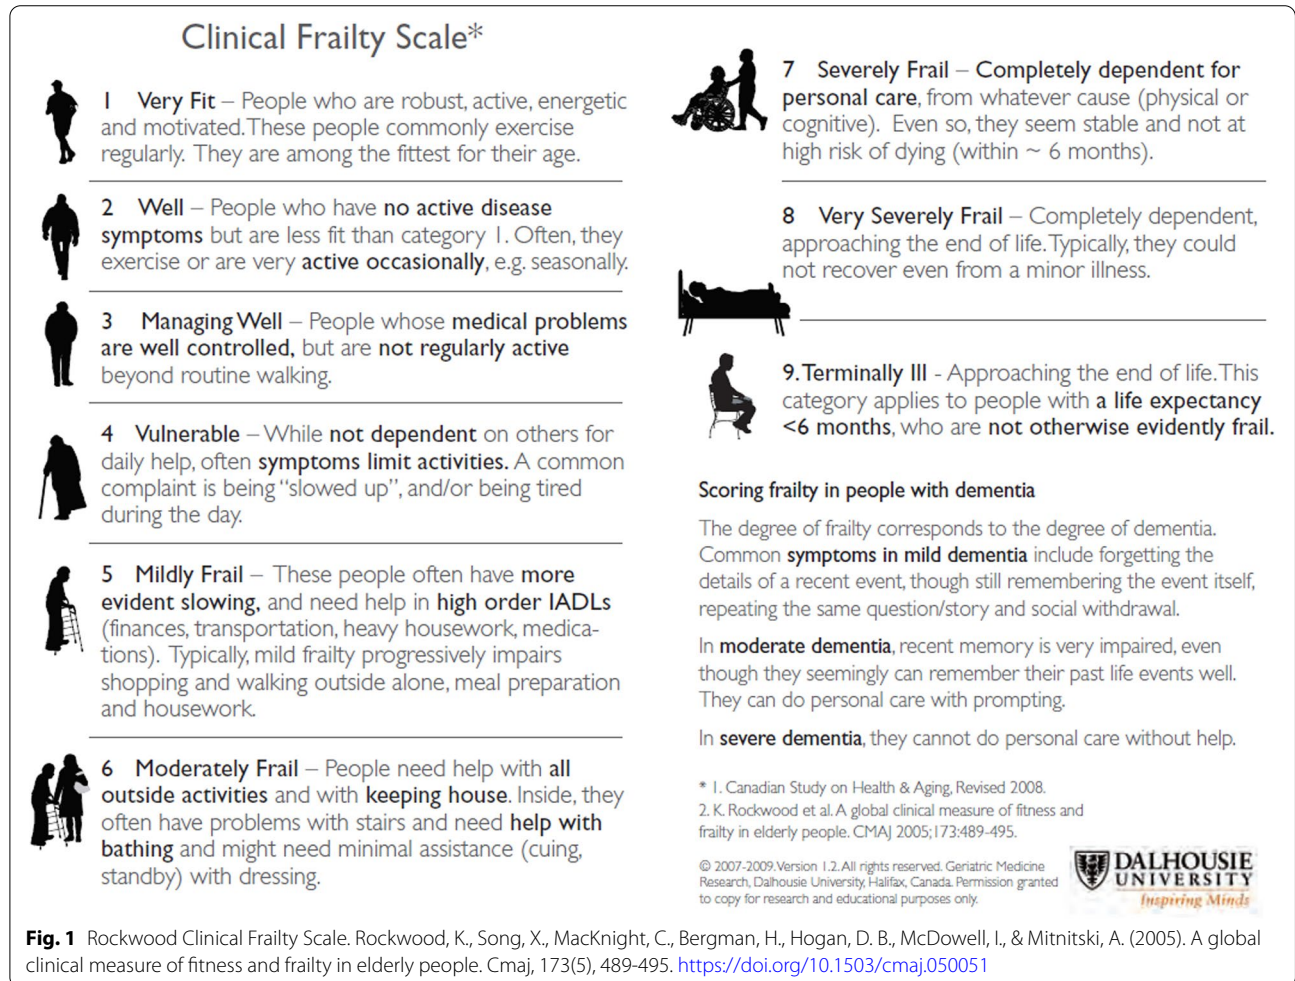 Clinical Frailty Scale*
1 Very Fit – People who are robust, active, energetic
and motivated. These people commonly exercise
regularly. They are among the fittest for their age.
2 Well – People who have no active disease
symptoms but are less fit than category 1. Often, they
exercise or are very active occasionally, e.g. seasonally.
3 Managing Well – People whose medical problems
are well controlled, but are not regularly active
beyond routine walking.
4 Vulnerable – While not dependent on others for
daily help, often symptoms limit activities. A common
complaint is being "slowed up", and/or being tired
during the day.
5 Mildly Frail – These people often have more
evident slowing, and need help in high order IADLs
(finances, transportation, heavy housework, medica-
tions). Typically, mild frailty progressively impairs
shopping and walking outside alone, meal preparation
and housework.
6 Moderately Frail – People need help with all
outside activities and with keeping house. Inside, they
often have problems with stairs and need help with
bathing and might need minimal assistance (cuing,
standby) with dressing.
7 Severely Frail – Completely dependent for
personal care, from whatever cause (physical or
cognitive). Even so, they seem stable and not at
high risk of dying (within ~ 6 months).
8 Very Severely Frail – Completely dependent,
approaching the end of life. Typically, they could
not recover even from a minor illness.
9. Terminally Ill - Approaching the end of life. This
category applies to people with a life expectancy
<6 months, who are not otherwise evidently frail.
Scoring frailty in people with dementia
The degree of frailty corresponds to the degree of dementia.
Common symptoms in mild dementia include forgetting the
details of a recent event, though still remembering the event itself,
repeating the same question/story and social withdrawal.
In moderate dementia, recent memory is very impaired, even
though they seemingly can remember their past life events well.
They can do personal care with prompting.
In severe dementia, they cannot do personal care without help.
* 1. Canadian Study on Health & Aging, Revised 2008.
2. K. Rockwood et al. A global clinical measure of fitness and
frailty in elderly people. CMAJ 2005;173:489-495.
© 2007-2009. Version 1.2. All rights reserved. Geriatric Medicine
Research, Dalhousie University, Halifax, Canada. Permission granted
to copy for research and educational purposes only.
DALHOUSIE
UNIVERSITY
Inspiring Minds
Fig. 1 Rockwood Clinical Frailty Scale. Rockwood, K., Song, X., MacKnight, C., Bergman, H., Hogan, D. B., McDowell, I., & Mitnitski, A. (2005). A global
clinical measure of fitness and frailty in elderly people. Cmaj, 173(5), 489-495. https://doi.org/10.1503/cmaj.050051